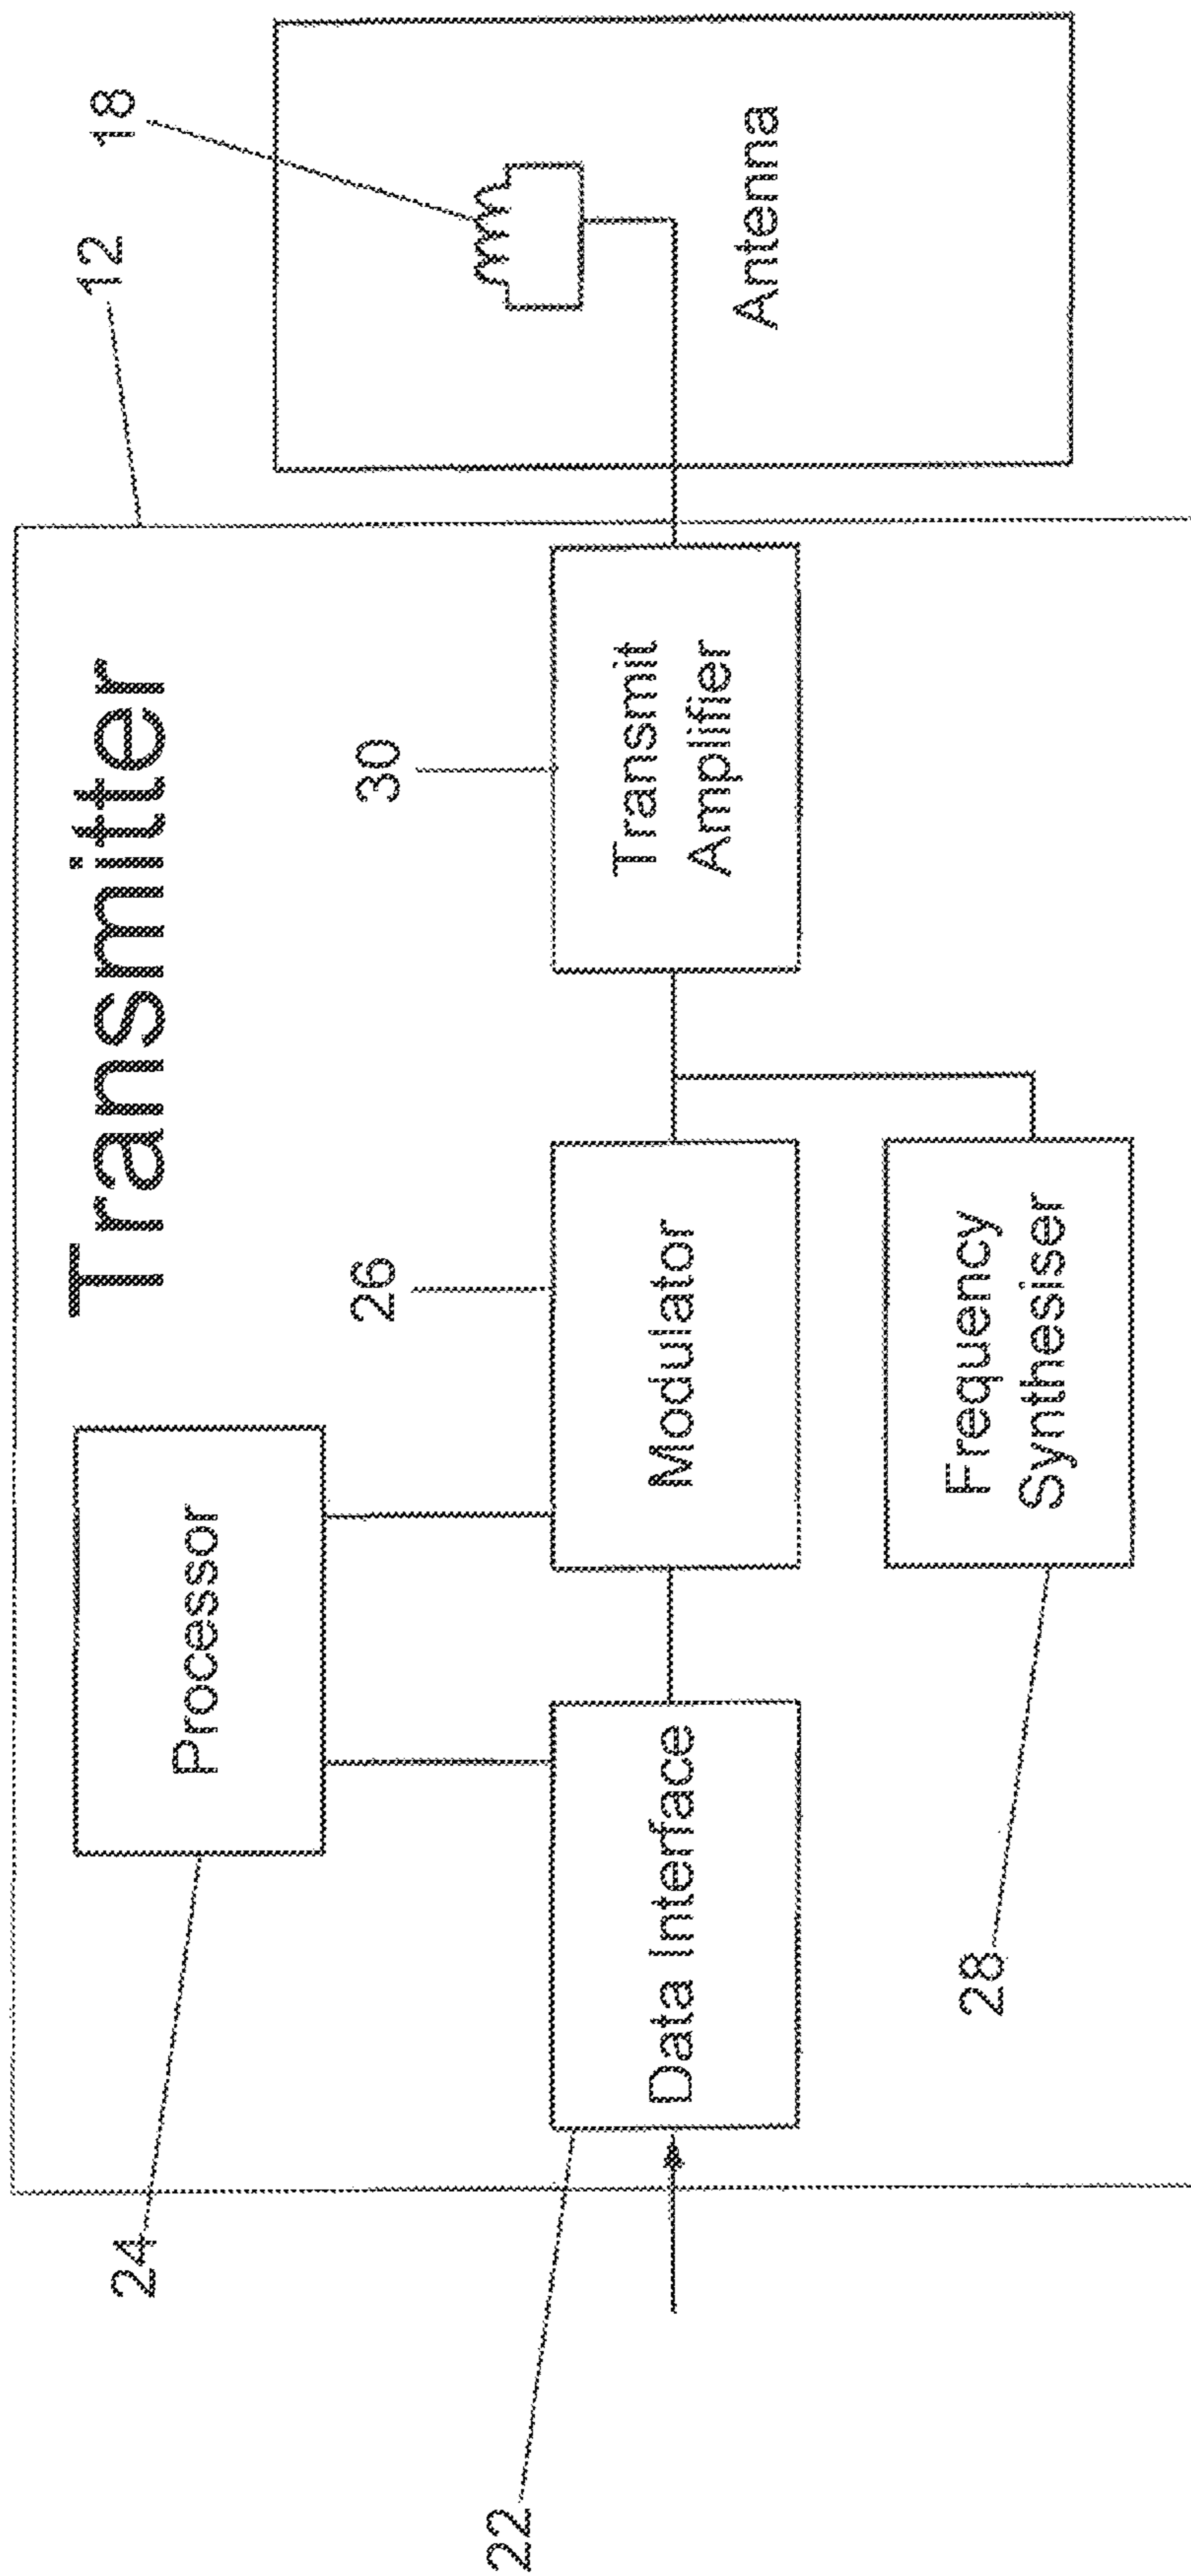 Transmitter
12
18
24
Processor
26
30
22
Data Interface
Modulator
Transmit
Amplifier
Antenna
28
Frequency
Synthesiser